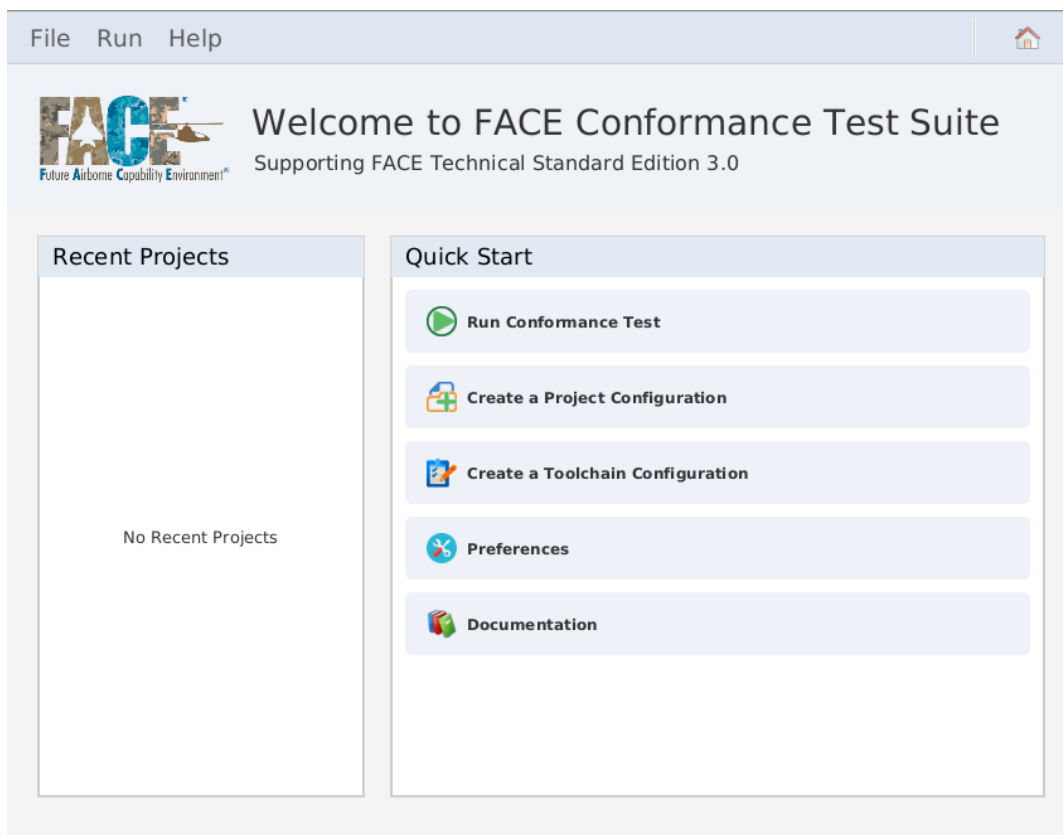 File Run Help
FACE
Future Airborne Capability Environment
Welcome to FACE Conformance Test Suite
Supporting FACE Technical Standard Edition 3.0
Recent Projects
No Recent Projects
Quick Start
Run Conformance Test
Create a Project Configuration
Create a Toolchain Configuration
Preferences
Documentation